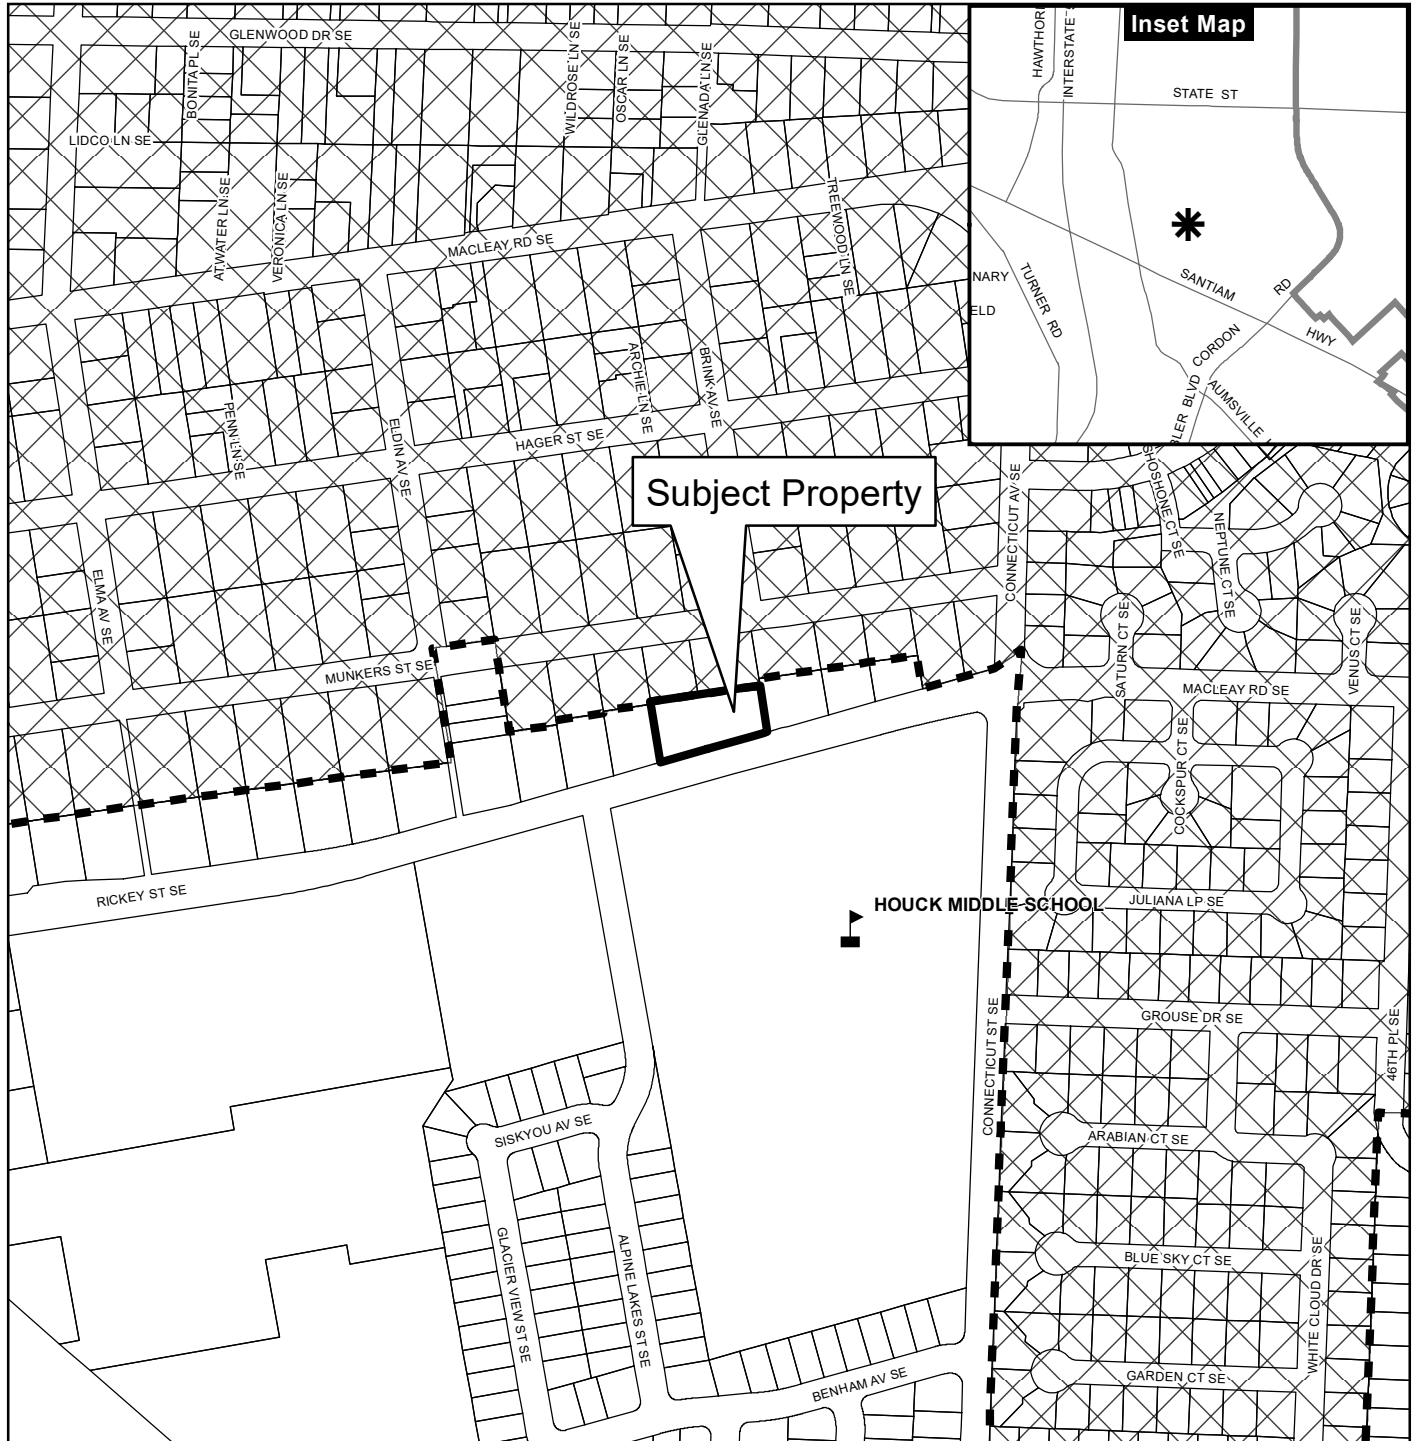 GLENWOOD DR SE
BONITA PL SE
WILDROSE LN SE
OSCAR LN SE
GLENADA LN SE
LIDCO LN SE
ATWATER LN SE
VERONICA LN SE
TREEWOOD LN SE
MACLEAY RD SE
Inset Map
HAWTHOR
INTERSTATE
STATE ST
NARY
ELD
TURNER RD
SANTIAM
HWY
CORDON
RD
BLER BLVD
AUMSVILLE
PENN LN SE
ELDIN AV SE
ARCHIE LN SE
BRINK AV SE
HAGER ST SE
Subject Property
CONNECTICUT AV SE
SHOSHONE CT SE
NEPTUNE CT SE
ELMA AV SE
MUNKERS ST SE
SATURN CT SE
VENUS CT SE
MACLEAY RD SE
COCKSPUR CT SE
RICKEY ST SE
HOUCK MIDDLE SCHOOL
JULIANA LP SE
GROUSE DR SE
CONNECTICUT ST SE
46TH PL SE
SISKYOU AV SE
ARABIAN CT SE
GLACIER VIEW ST SE
ALPINE LAKES ST SE
BLUE SKY CT SE
WHITE CLOUD DR SE
BENHAM AV SE
GARDEN CT SE